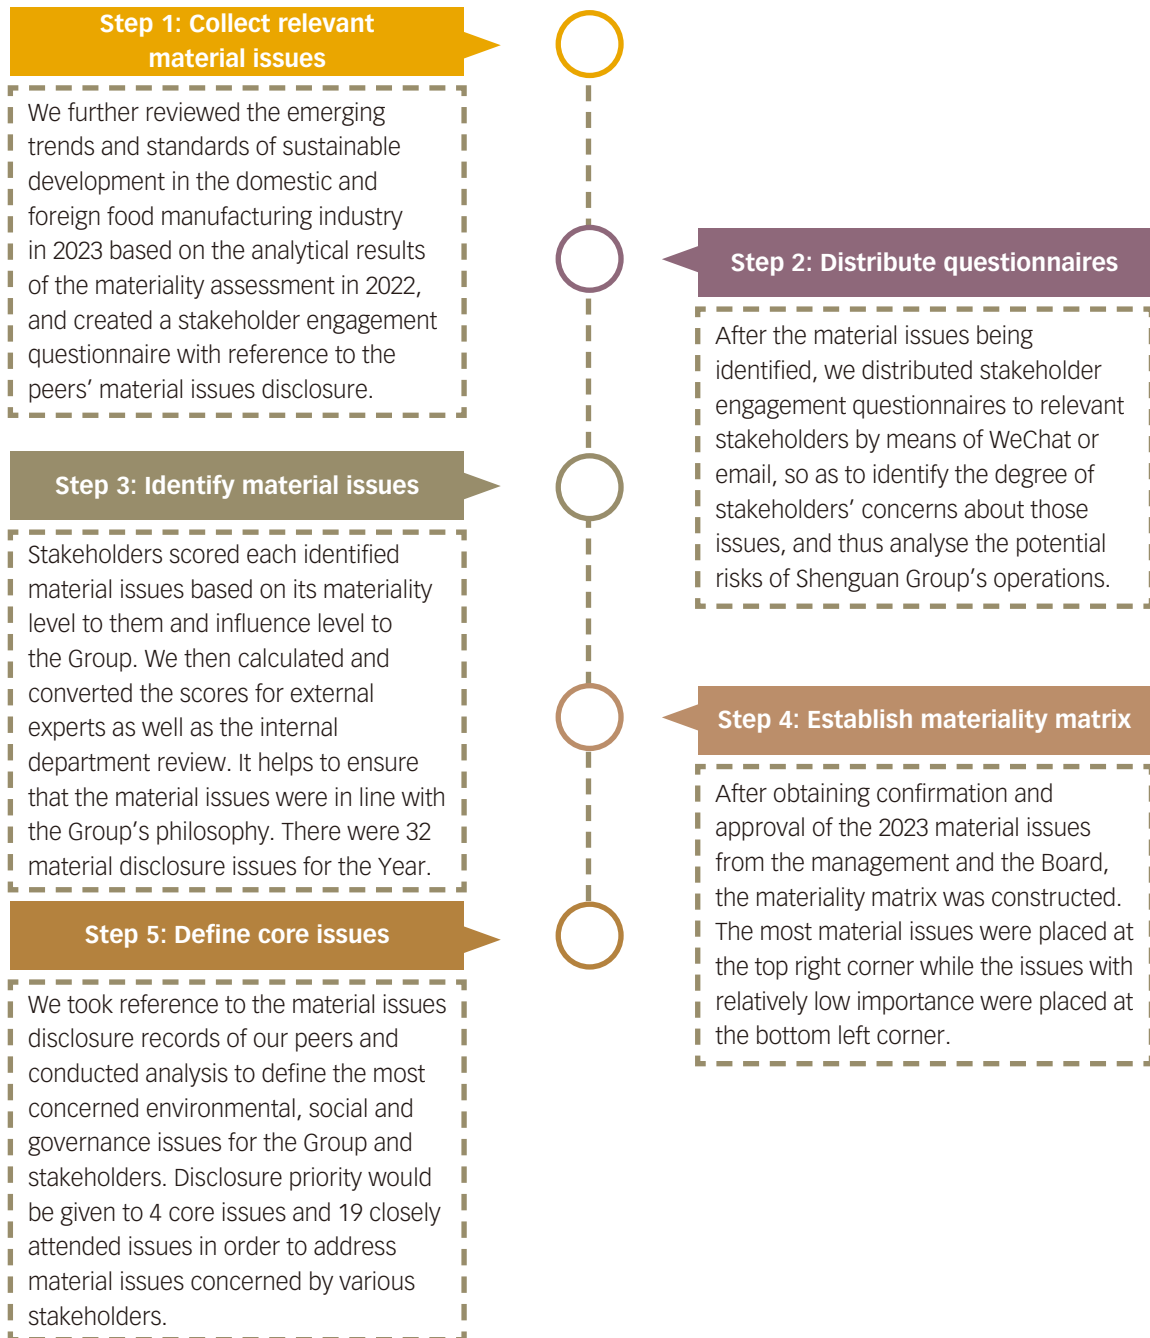 Step 1: Collect relevant
material issues
We further reviewed the emerging
trends and standards of sustainable
development in the domestic and
foreign food manufacturing industry
in 2023 based on the analytical results
of the materiality assessment in 2022,
and created a stakeholder engagement
questionnaire with reference to the
peers’ material issues disclosure.
Step 2: Distribute questionnaires
After the material issues being
identified, we distributed stakeholder
engagement questionnaires to relevant
stakeholders by means of WeChat or
email, so as to identify the degree of
stakeholders’ concerns about those
issues, and thus analyse the potential
risks of Shenguan Group’s operations.
Step 3: Identify material issues
Stakeholders scored each identified
material issues based on its materiality
level to them and influence level to
the Group. We then calculated and
converted the scores for external
experts as well as the internal
department review. It helps to ensure
that the material issues were in line with
the Group’s philosophy. There were 32
material disclosure issues for the Year.
Step 4: Establish materiality matrix
After obtaining confirmation and
approval of the 2023 material issues
from the management and the Board,
the materiality matrix was constructed.
The most material issues were placed at
the top right corner while the issues with
relatively low importance were placed at
the bottom left corner.
Step 5: Define core issues
We took reference to the material issues
disclosure records of our peers and
conducted analysis to define the most
concerned environmental, social and
governance issues for the Group and
stakeholders. Disclosure priority would
be given to 4 core issues and 19 closely
attended issues in order to address
material issues concerned by various
stakeholders.